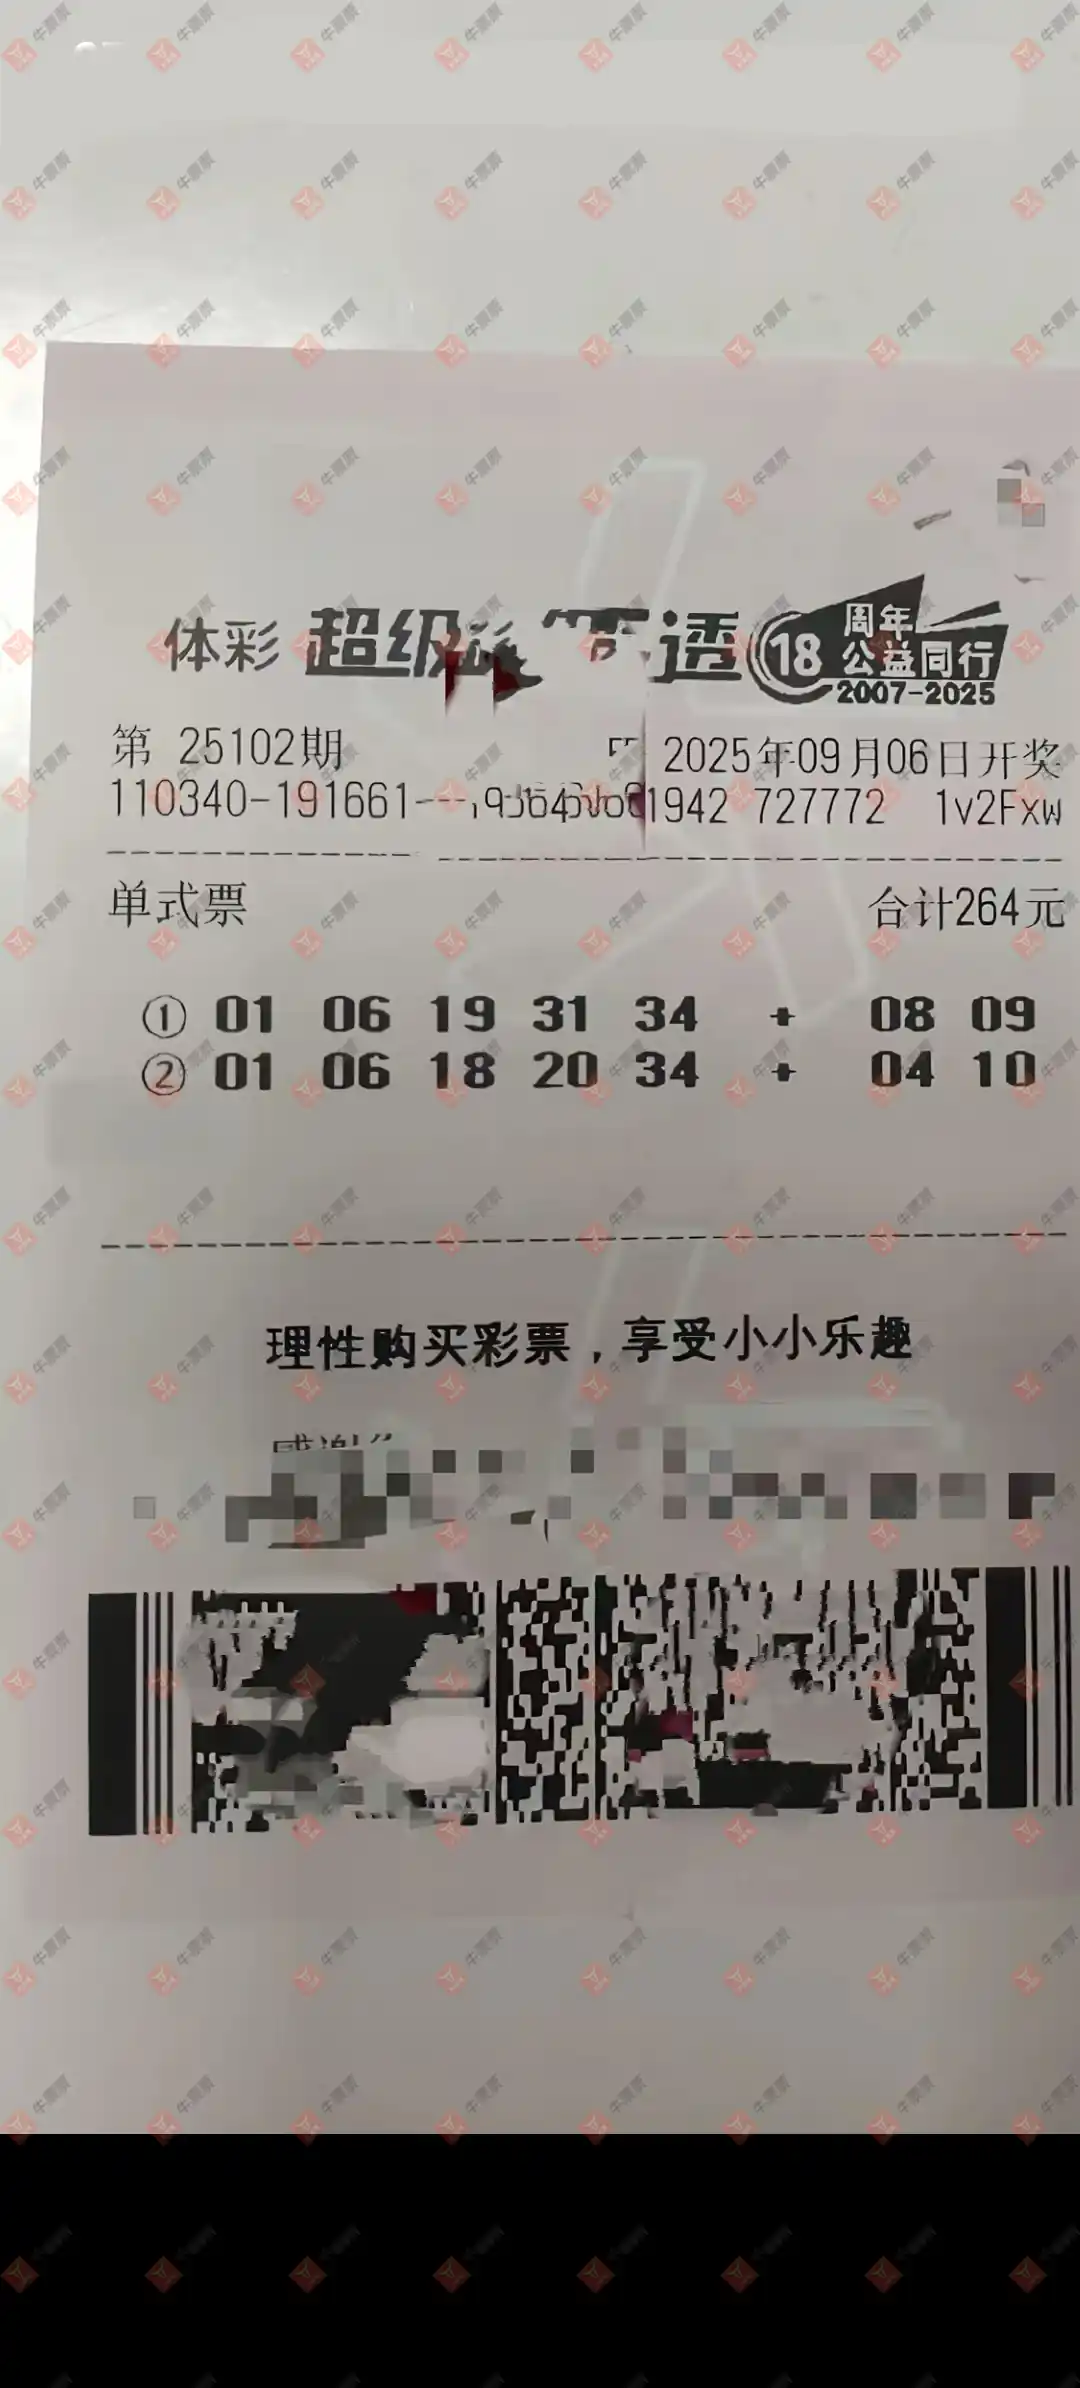 体彩 超级 透
18 周年
公益同行
2007-2025
第 25102期 2025年09月06日开奖
110340-191661 1942 727772 1v2Fxw
单式票 合计264元
① 01 06 19 31 34 + 08 09
② 01 06 18 20 34 + 04 10
理性购买彩票，享受小小乐趣
牛票票